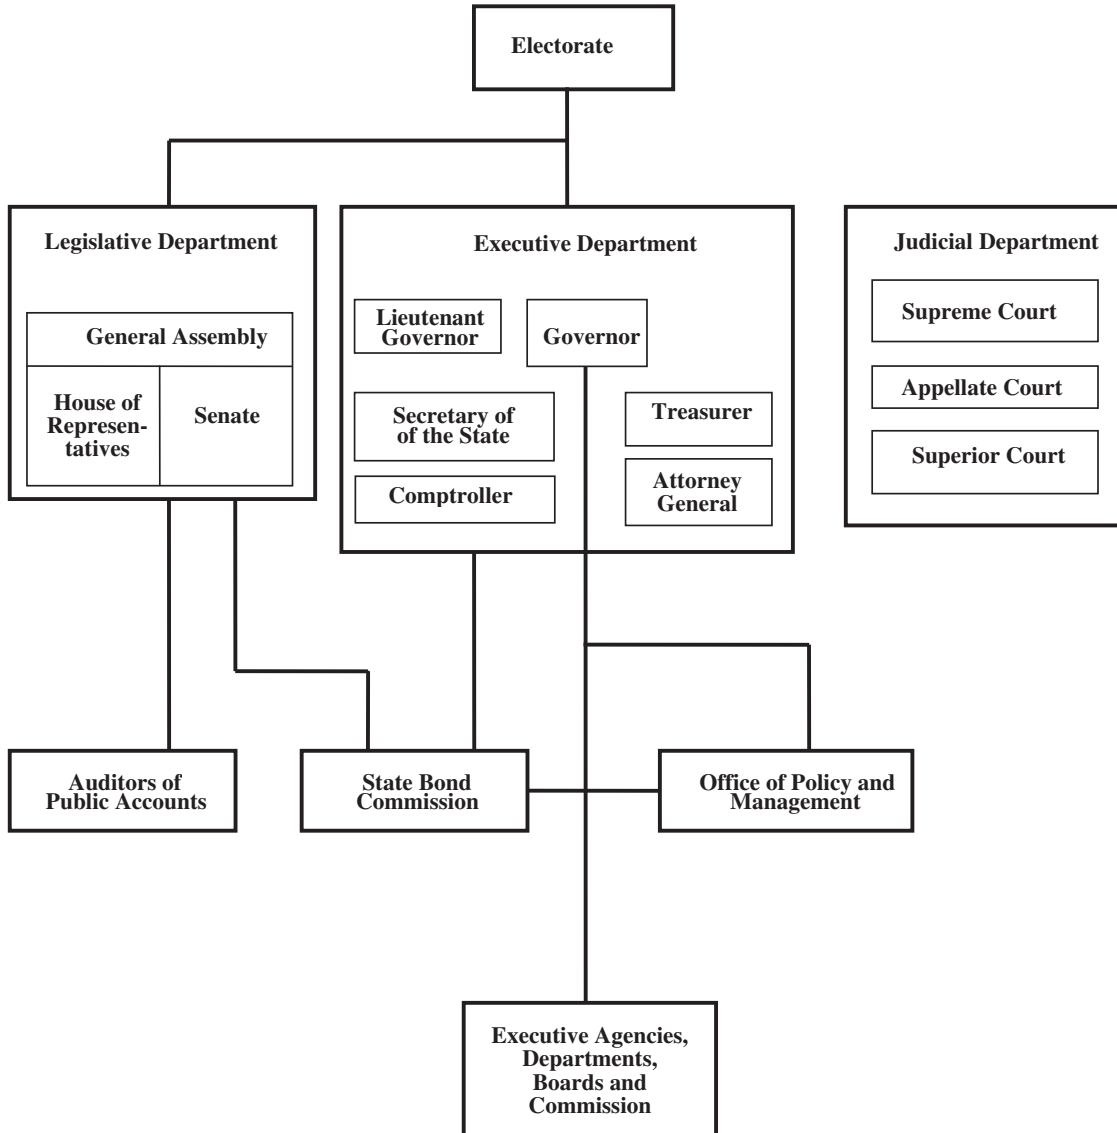 Electorate
Legislative Department
General Assembly
House of
Represen-
tatives
Senate
Executive Department
Lieutenant
Governor
Governor
Secretary of
of the State
Treasurer
Comptroller
Attorney
General
Judicial Department
Supreme Court
Appellate Court
Superior Court
Auditors of
Public Accounts
State Bond
Commission
Office of Policy and
Management
Executive Agencies,
Departments,
Boards and
Commission